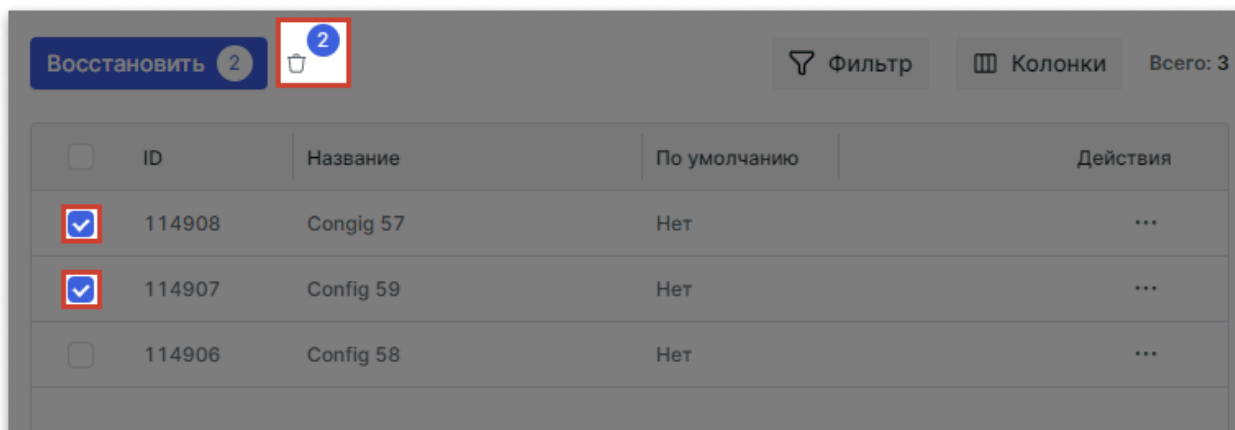 Восстановить 2 2 Фильтр Колонки Всего: 3
ID Название По умолчанию Действия
114908 Congig 57 Нет ...
114907 Config 59 Нет ...
114906 Config 58 Нет ...